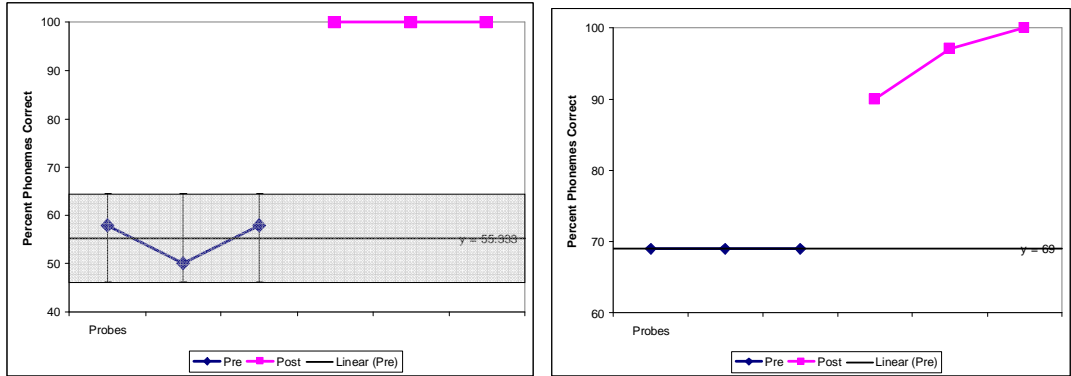 Percent Phonemes Correct
100
90
80
70
60
50
40
y = 55.333
Probes
Pre Post Linear (Pre)
Percent Phonemes Correct
100
90
80
70
60
y = 69
Probes
Pre Post Linear (Pre)